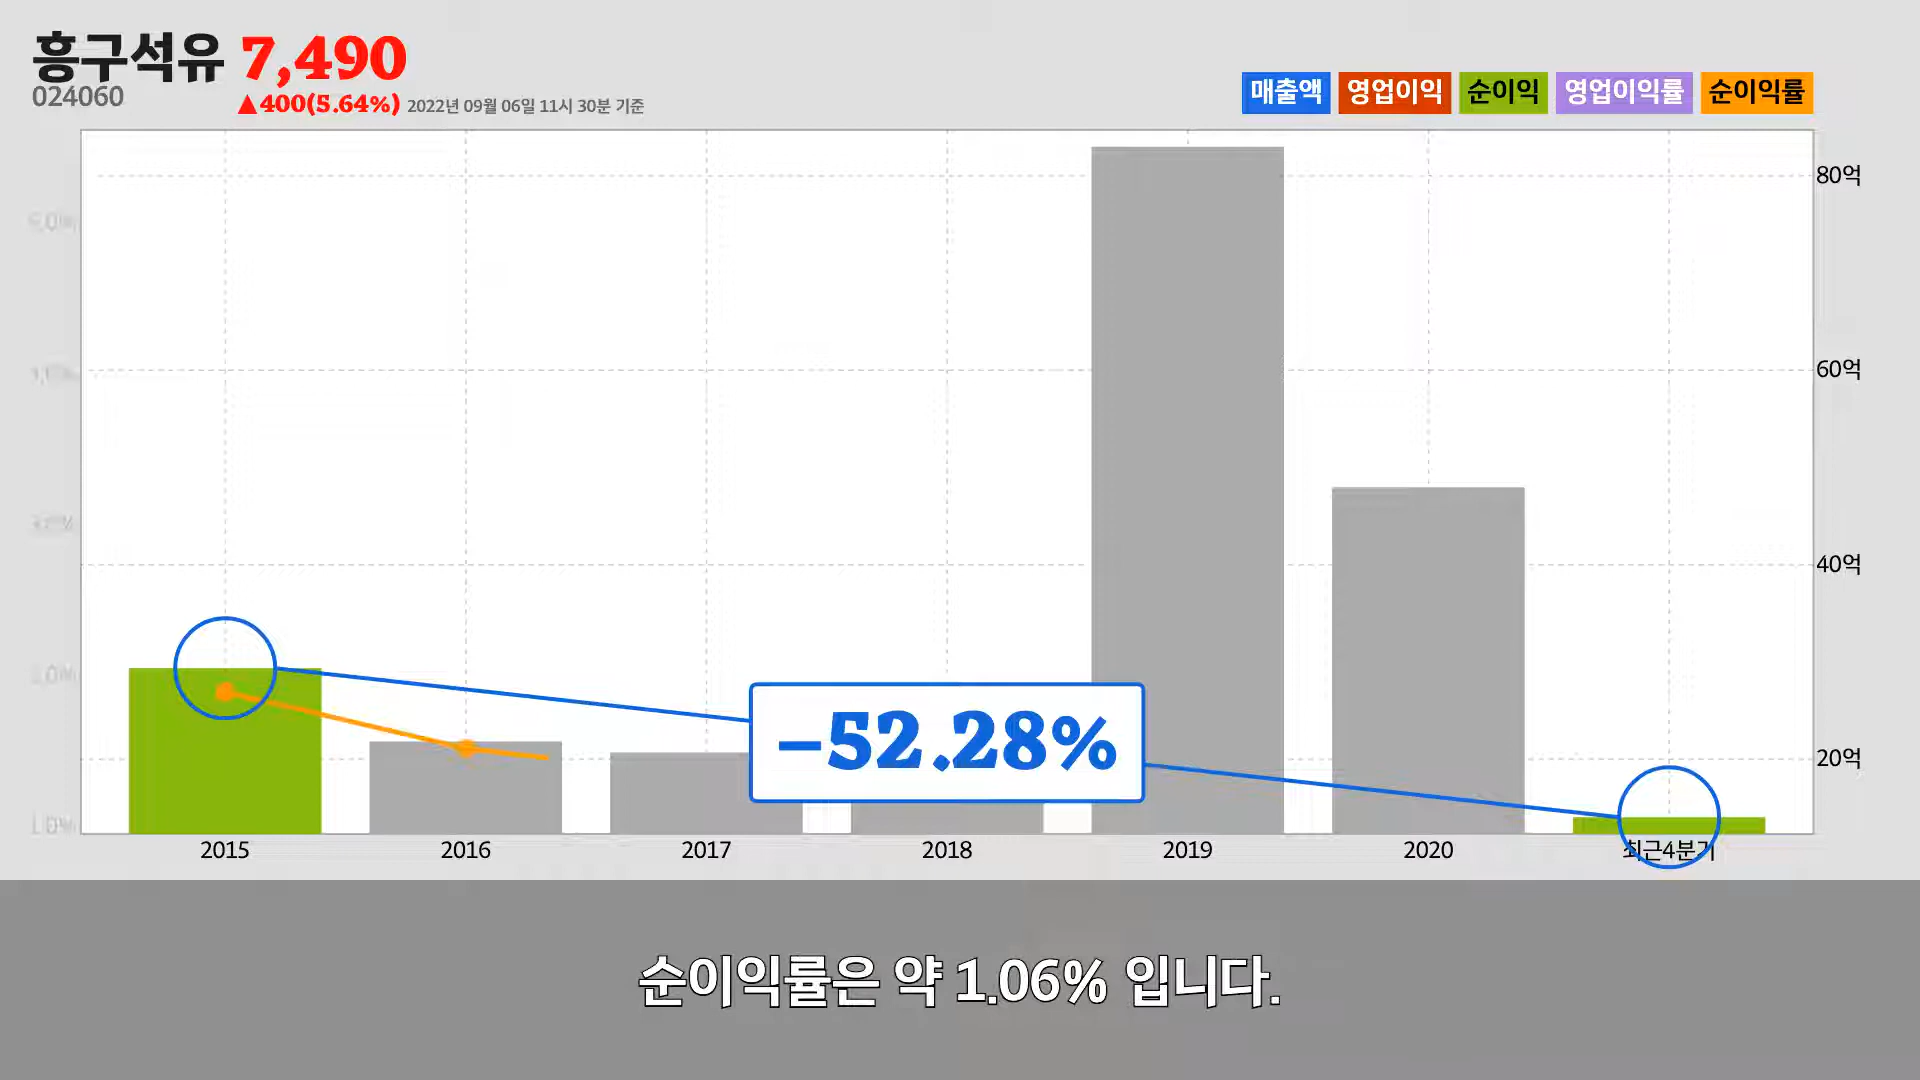 흥구석유 7,490
024060
▲400(5.64%) 2022년 09월 06일 11시 30분 기준
매출액 영업이익 순이익 영업이익률 순이익률
80억
60억
40억
20억
2.0%
1.0%
-52.28%
2015 2016 2017 2018 2019 2020 최근4분기
순이익률은 약 1.06% 입니다.